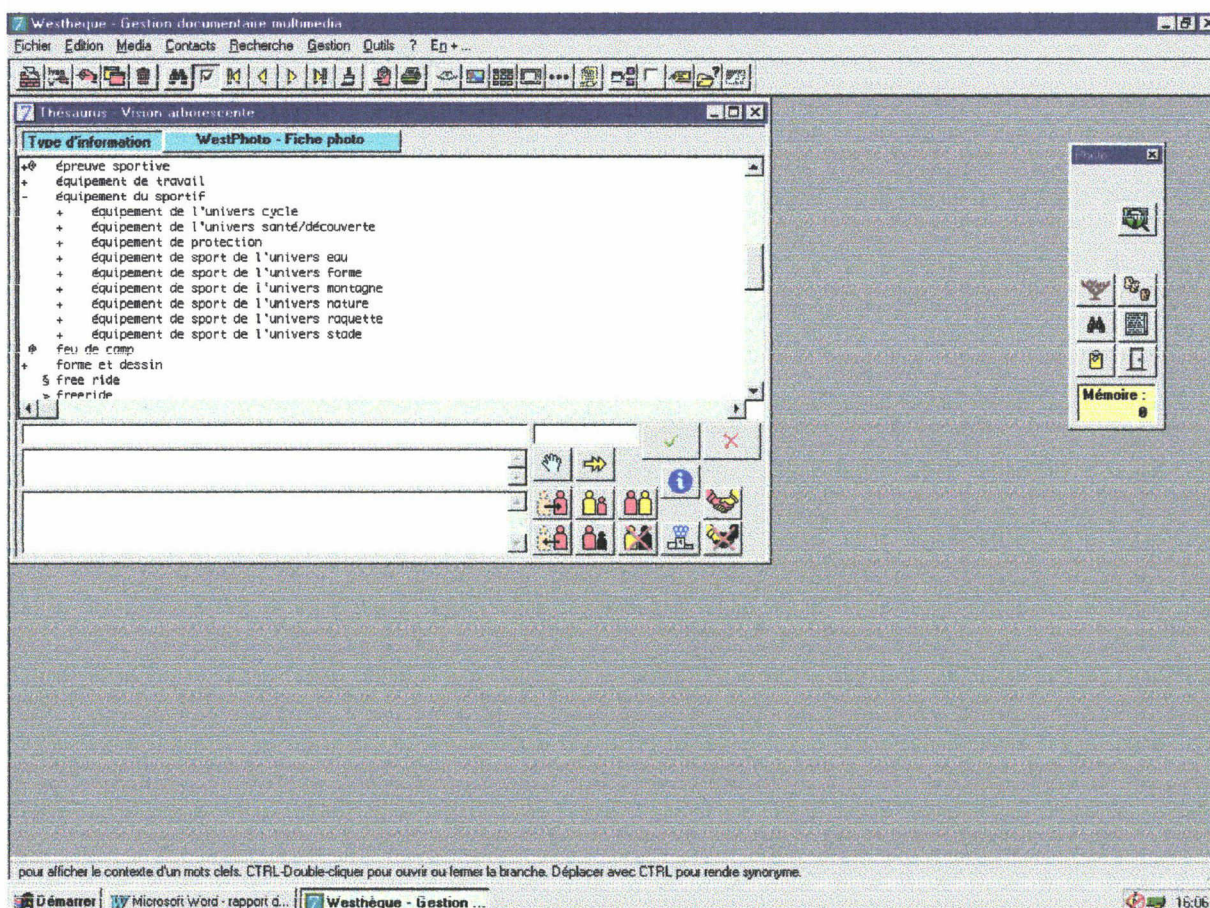 Westheque - Gestion documentaire multimedia
Fichier Edition Media Contacts Recherche Gestion Outils ? En+...
Thésaurus - Vision arborescente
Type d'information WestPhoto - Fiche photo
+@ épreuve sportive
+ équipement de travail
- équipement du sportif
+ équipement de l'univers cycle
+ équipement de l'univers santé/découverte
+ équipement de protection
+ équipement de sport de l'univers eau
+ équipement de sport de l'univers forme
+ équipement de sport de l'univers montagne
+ équipement de sport de l'univers nature
+ équipement de sport de l'univers raquette
+ équipement de sport de l'univers stade
@ feu de camp
+ forme et dessin
§ free ride
> freeride
Photo
Mémoire :
0
pour afficher le contexte d'un mots clefs. CTRL-Double-cliquer pour ouvrir ou fermer la branche. Déplacer avec CTRL pour rendre synonyme.
Démarrer Microsoft Word - rapport d... Westhèque - Gestion ... 16:06